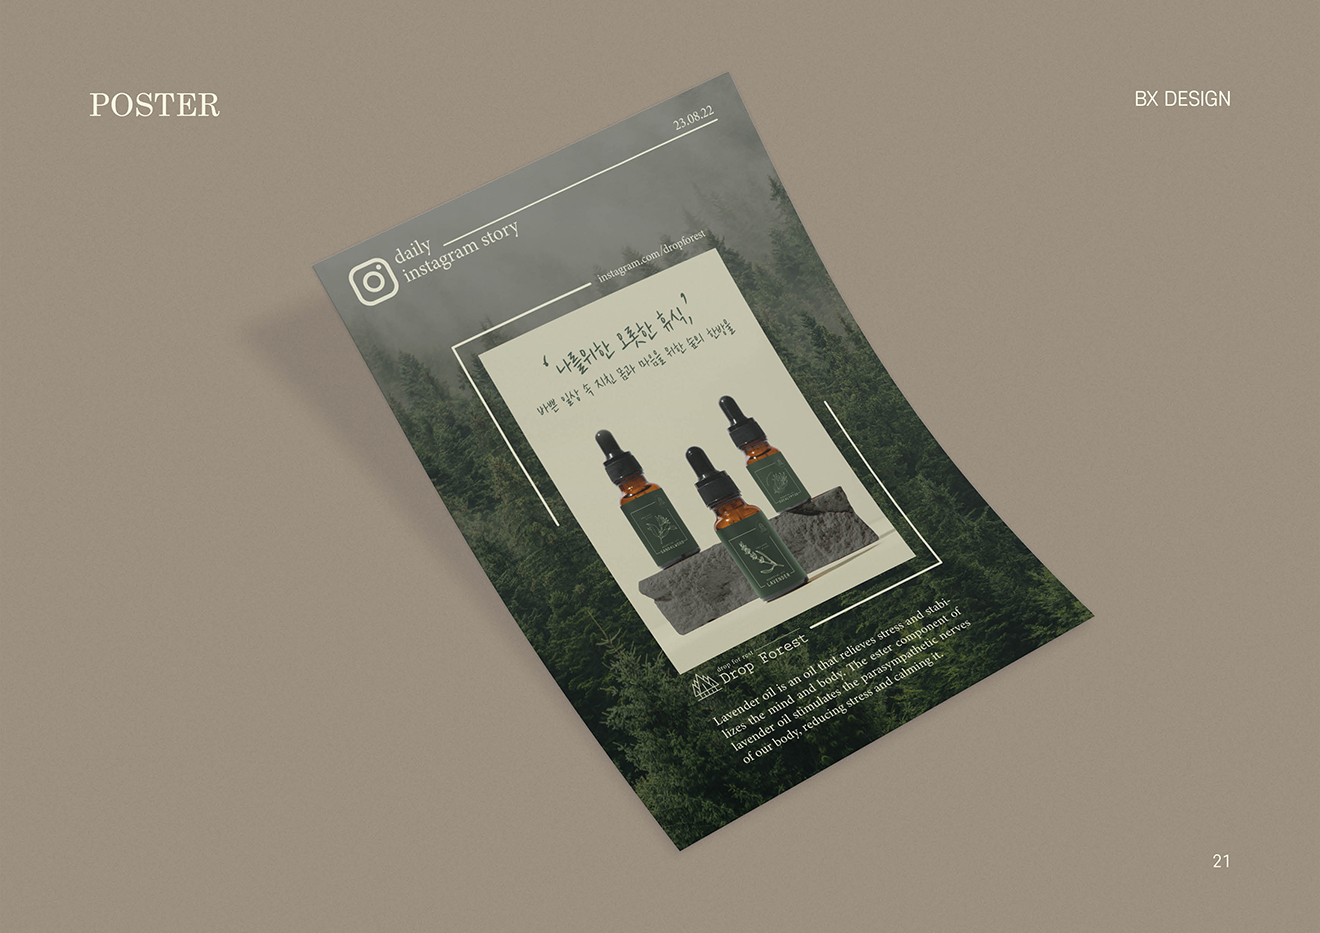 POSTER
BX DESIGN
23.08.22
daily
instagram story
instagram.com/dropforest
‘ 나를위한 오롯한 휴식,’
바쁜 일상 속 지친 몸과 마음을 위한 숲의 한방울
SANDALWOOD
LAVENDER
drop for rest
Drop Forest
Lavender oil is an oil that relieves stress and stabi-
lizes the mind and body. The ester component of
lavender oil stimulates the parasympathetic nerves
of our body, reducing stress and calming it.
21